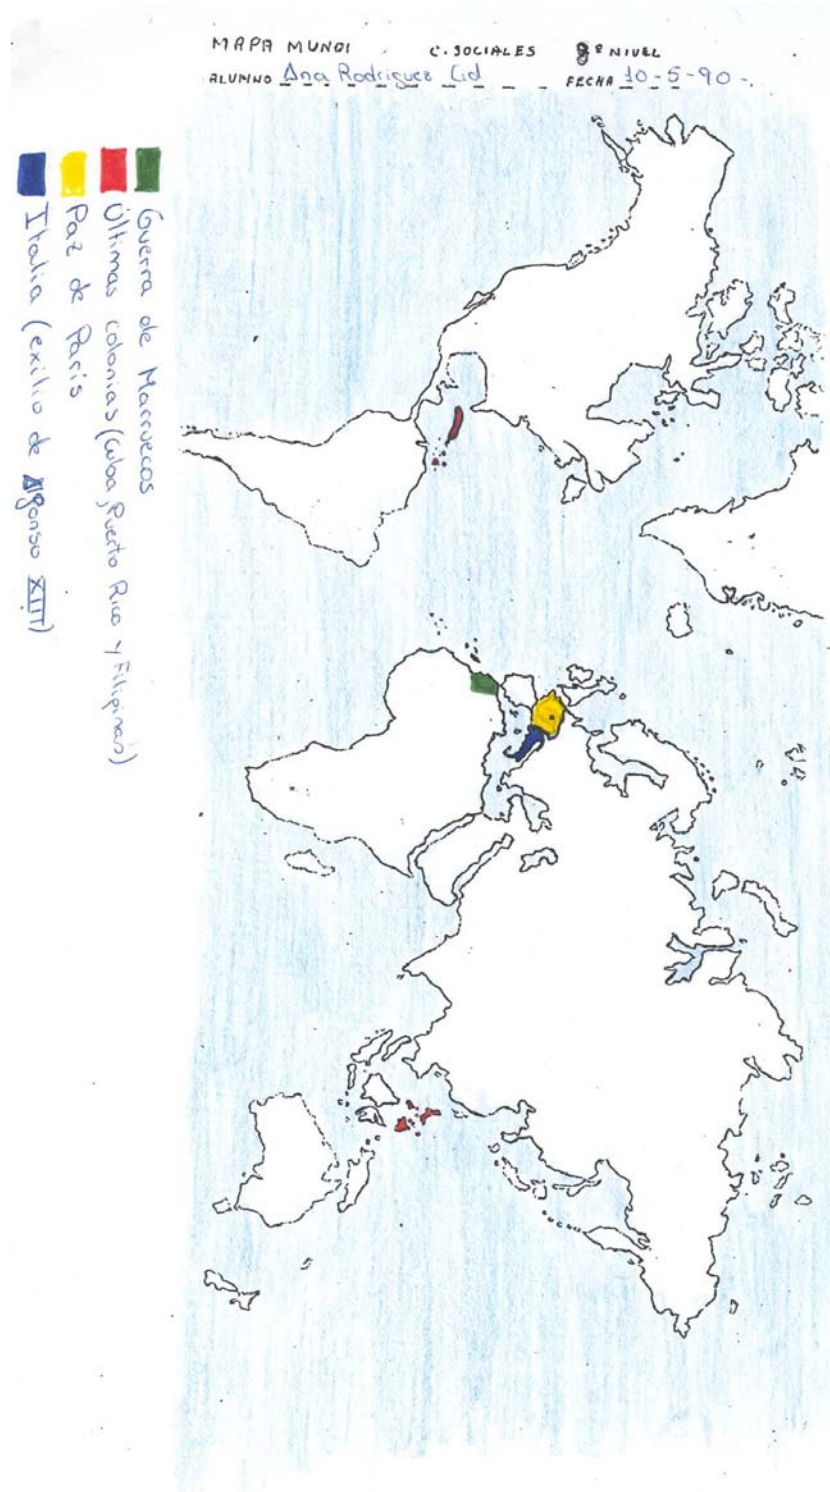 MAPA MUNDI C. SOCIALES 8º NIVEL
ALUMNO Ana Rodriguez Cid FECHA 10-5-90-.
Guerra de Marruecos
Últimas colonias (Cuba, Puerto Rico y Filipinas)
Paz de París
Italia (exilio de Alfonso XIII)